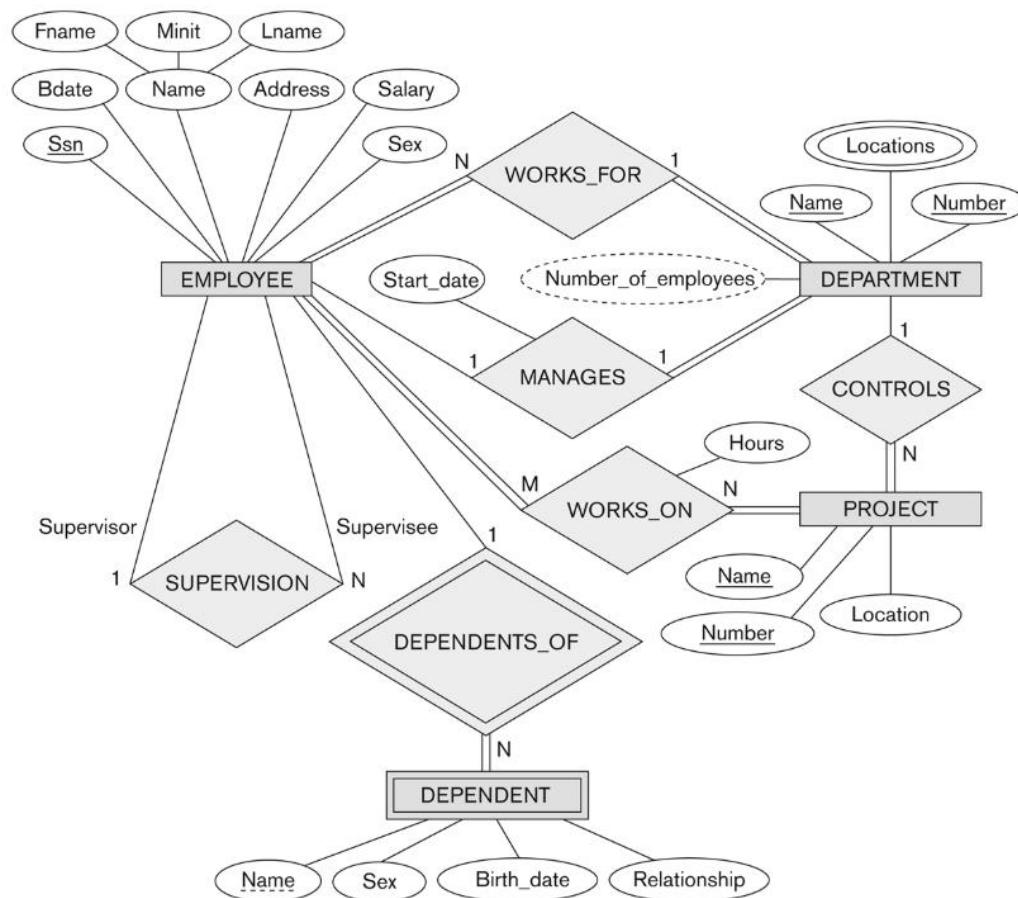 Fname
Minit
Lname
Bdate
Name
Address
Salary
Ssn
Sex
N
WORKS_FOR
1
Locations
Name
Number
EMPLOYEE
Start_date
Number_of_employees
DEPARTMENT
1
MANAGES
1
1
CONTROLS
N
Hours
M
WORKS_ON
N
PROJECT
Supervisor
Supervisee
1
SUPERVISION
N
1
Name
Number
Location
DEPENDENTS_OF
N
DEPENDENT
Name
Sex
Birth_date
Relationship